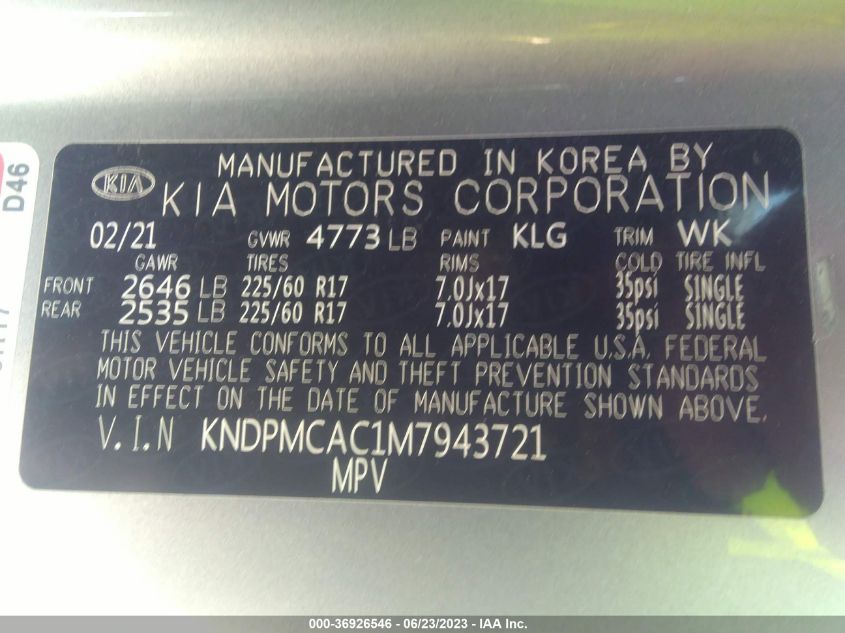 D46
KIA
MANUFACTURED IN KOREA BY
KIA MOTORS CORPORATION
02/21 GVWR 4773 LB PAINT KLG TRIM WK
GAWR TIRES RIMS COLD TIRE INFL
FRONT 2646 LB 225/60 R17 7.0Jx17 35psi SINGLE
REAR 2535 LB 225/60 R17 7.0Jx17 35psi SINGLE
THIS VEHICLE CONFORMS TO ALL APPLICABLE U.S.A. FEDERAL
MOTOR VEHICLE SAFETY AND THEFT PREVENTION STANDARDS
IN EFFECT ON THE DATE OF MANUFACTURE SHOWN ABOVE.
V.I.N KNDPMCAC1M7943721
MPV
000-36926546 - 06/23/2023 - IAA Inc.